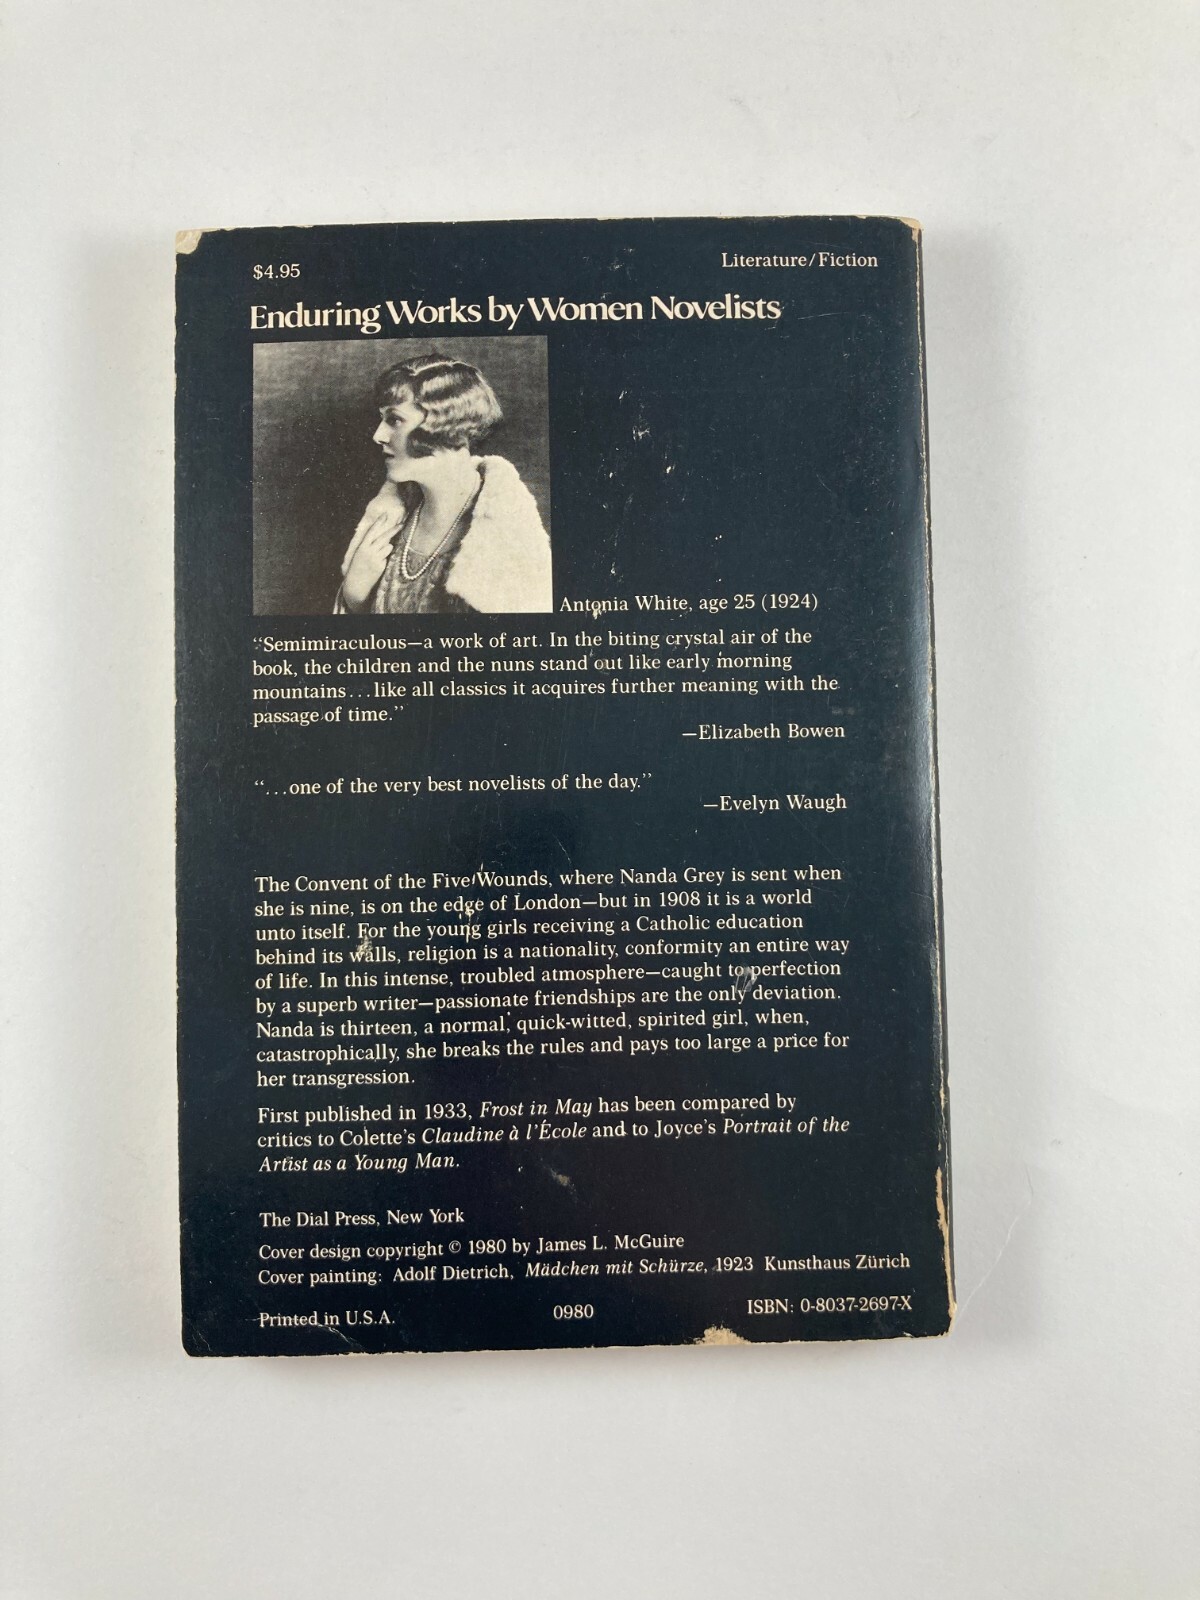 $4.95
Literature/Fiction
Enduring Works by Women Novelists
Antonia White, age 25 (1924)
“Semimiraculous—a work of art. In the biting crystal air of the
book, the children and the nuns stand out like early morning
mountains...like all classics it acquires further meaning with the
passage of time.”
—Elizabeth Bowen
“...one of the very best novelists of the day.”
—Evelyn Waugh
The Convent of the Five Wounds, where Nanda Grey is sent when
she is nine, is on the edge of London—but in 1908 it is a world
unto itself. For the young girls receiving a Catholic education
behind its walls, religion is a nationality, conformity an entire way
of life. In this intense, troubled atmosphere—caught to perfection
by a superb writer—passionate friendships are the only deviation.
Nanda is thirteen, a normal, quick-witted, spirited girl, when,
catastrophically, she breaks the rules and pays too large a price for
her transgression.
First published in 1933, Frost in May has been compared by
critics to Colette’s Claudine à l’École and to Joyce’s Portrait of the
Artist as a Young Man.
The Dial Press, New York
Cover design copyright © 1980 by James L. McGuire
Cover painting: Adolf Dietrich, Mädchen mit Schürze, 1923 Kunsthaus Zürich
Printed in U.S.A.
0980
ISBN: 0-8037-2697-X